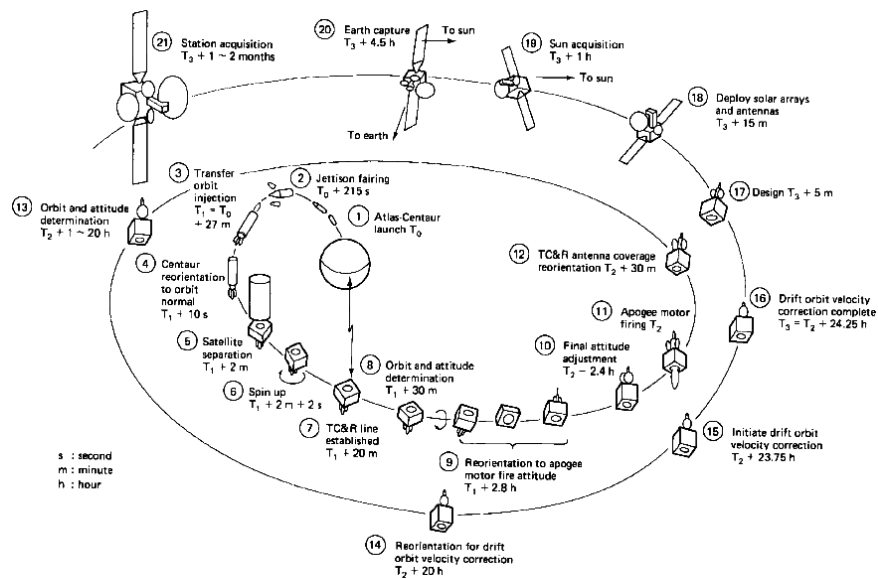 21 Station acquisition
T3 + 1 ~ 2 months
20 Earth capture
T3 + 4.5 h
To sun
To earth
19 Sun acquisition
T3 + 1 h
To sun
18 Deploy solar arrays
and antennas
T3 + 15 m
17 Design T3 + 5 m
3 Transfer
orbit
injection
T1 = T0
+ 27 m
2 Jettison fairing
T0 + 215 s
1 Atlas-Centaur
launch T0
13 Orbit and attitude
determination
T2 + 1 ~ 20 h
12 TC&R antenna coverage
reorientation T2 + 30 m
4 Centaur
reorientation
to orbit
normal
T1 + 10s
11 Apogee motor
firing T2
16 Drift orbit velocity
correction complete
T3 = T2 + 24.25 h
5 Satellite
separation
T1 + 2 m
10 Final attitude
adjustment
T2 - 2.4 h
8 Orbit and attitude
determination
T1 + 30 m
6 Spin up
T1 + 2 m + 2 s
7 TC&R line
established
T1 + 20 m
15 Initiate drift orbit
velocity correction
T2 + 23.75 h
9 Reorientation to apogee
motor fire attitude
T1 + 2.8 h
s : second
m : minute
h : hour
14 Reorientation for drift
orbit velocity correction
T2 + 20 h